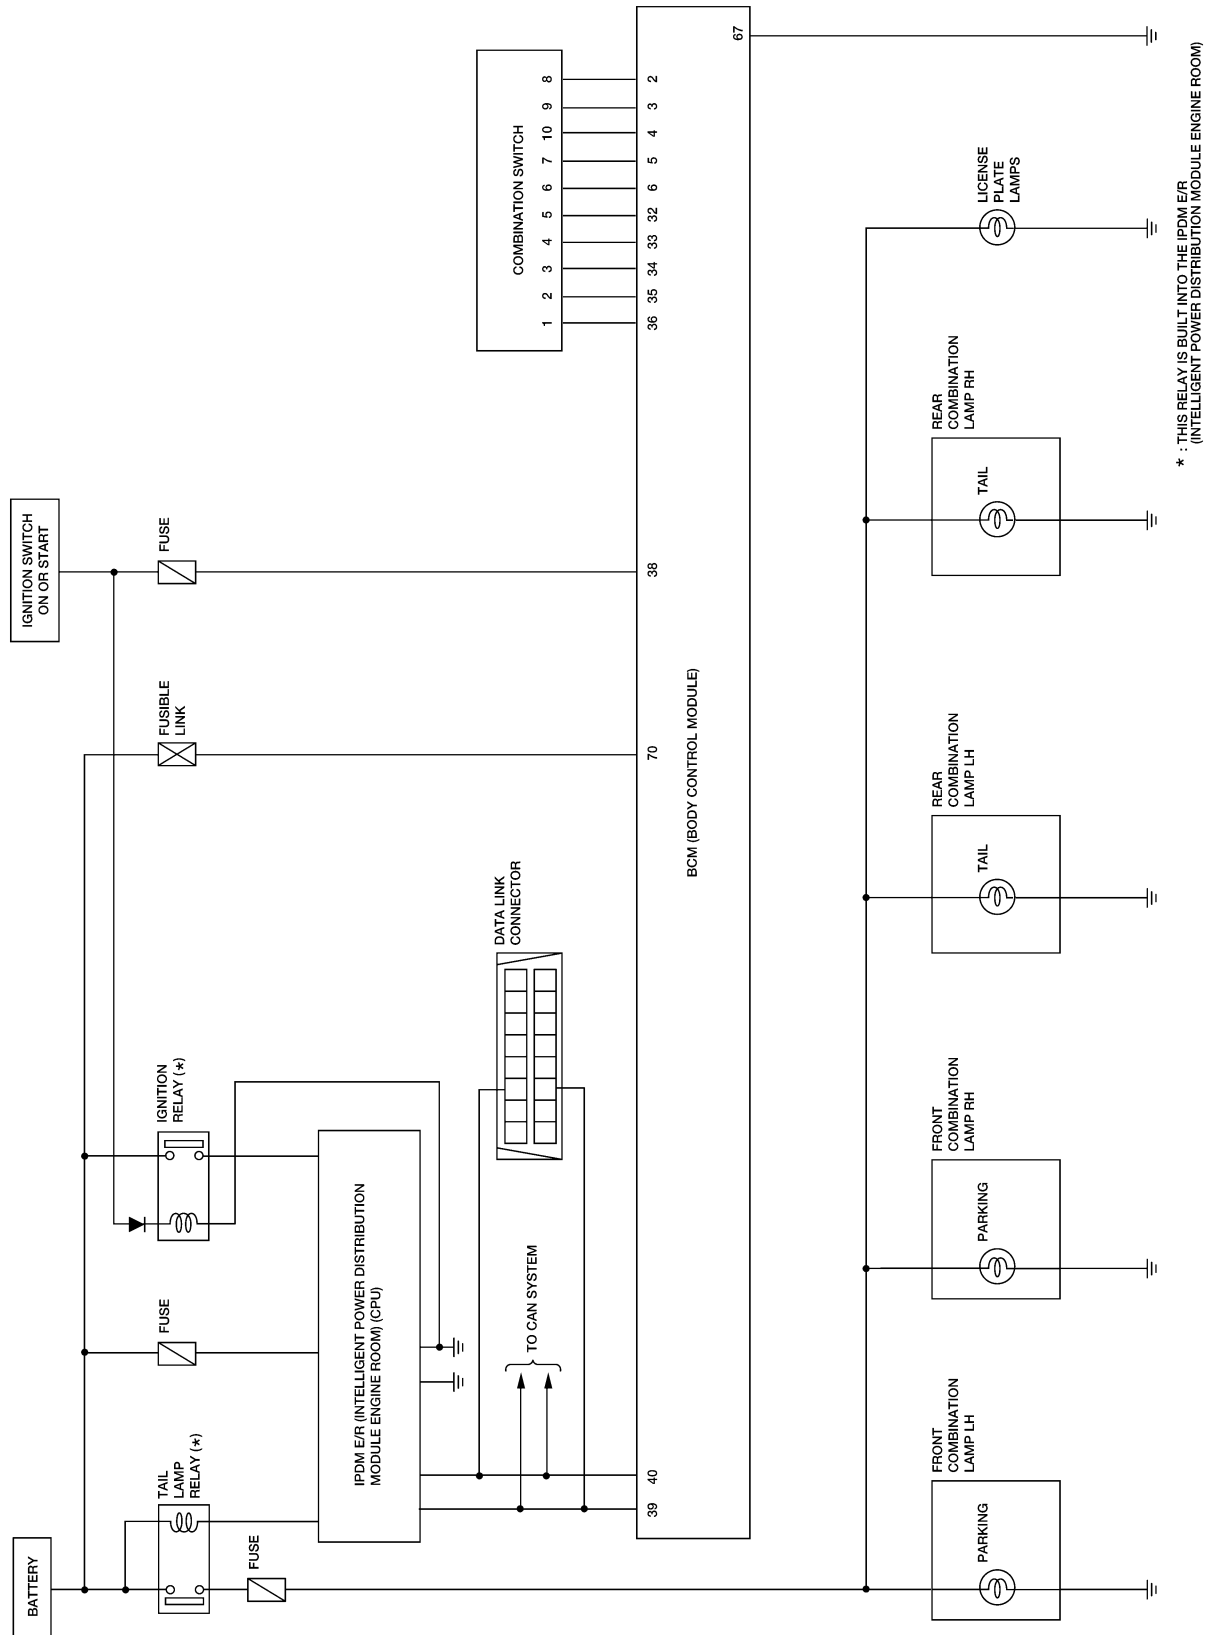 BATTERY
IGNITION SWITCH
ON OR START
TAIL
LAMP
RELAY (*)
FUSE
FUSE
IGNITION
RELAY (*)
FUSIBLE
LINK
FUSE
IPDM E/R (INTELLIGENT POWER DISTRIBUTION
MODULE ENGINE ROOM) (CPU)
TO CAN SYSTEM
DATA LINK
CONNECTOR
COMBINATION SWITCH
1 2 3 4 5 6 7 10 9 8
39 40 70 38 36 35 34 33 32 6 5 4 3 2
BCM (BODY CONTROL MODULE)
67
FRONT
COMBINATION
LAMP LH
PARKING
FRONT
COMBINATION
LAMP RH
PARKING
REAR
COMBINATION
LAMP LH
TAIL
REAR
COMBINATION
LAMP RH
TAIL
LICENSE
PLATE
LAMPS
* : THIS RELAY IS BUILT INTO THE IPDM E/R
(INTELLIGENT POWER DISTRIBUTION MODULE ENGINE ROOM)